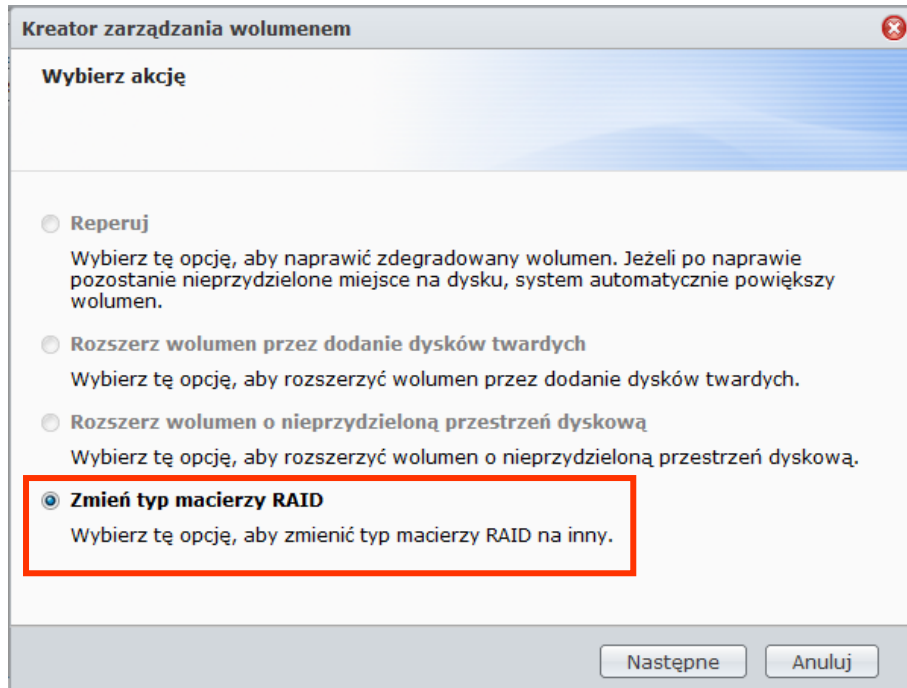 Kreator zarządzania wolumenem
Wybierz akcję
Reperuj
Wybierz tę opcję, aby naprawić zdegradowany wolumen. Jeżeli po naprawie
pozostanie nieprzydzielone miejsce na dysku, system automatycznie powiększy
wolumen.
Rozszerz wolumen przez dodanie dysków twardych
Wybierz tę opcję, aby rozszerzyć wolumen przez dodanie dysków twardych.
Rozszerz wolumen o nieprzydzieloną przestrzeń dyskową
Wybierz tę opcję, aby rozszerzyć wolumen o nieprzydzieloną przestrzeń dyskową.
Zmień typ macierzy RAID
Wybierz tę opcję, aby zmienić typ macierzy RAID na inny.
Następne Anuluj